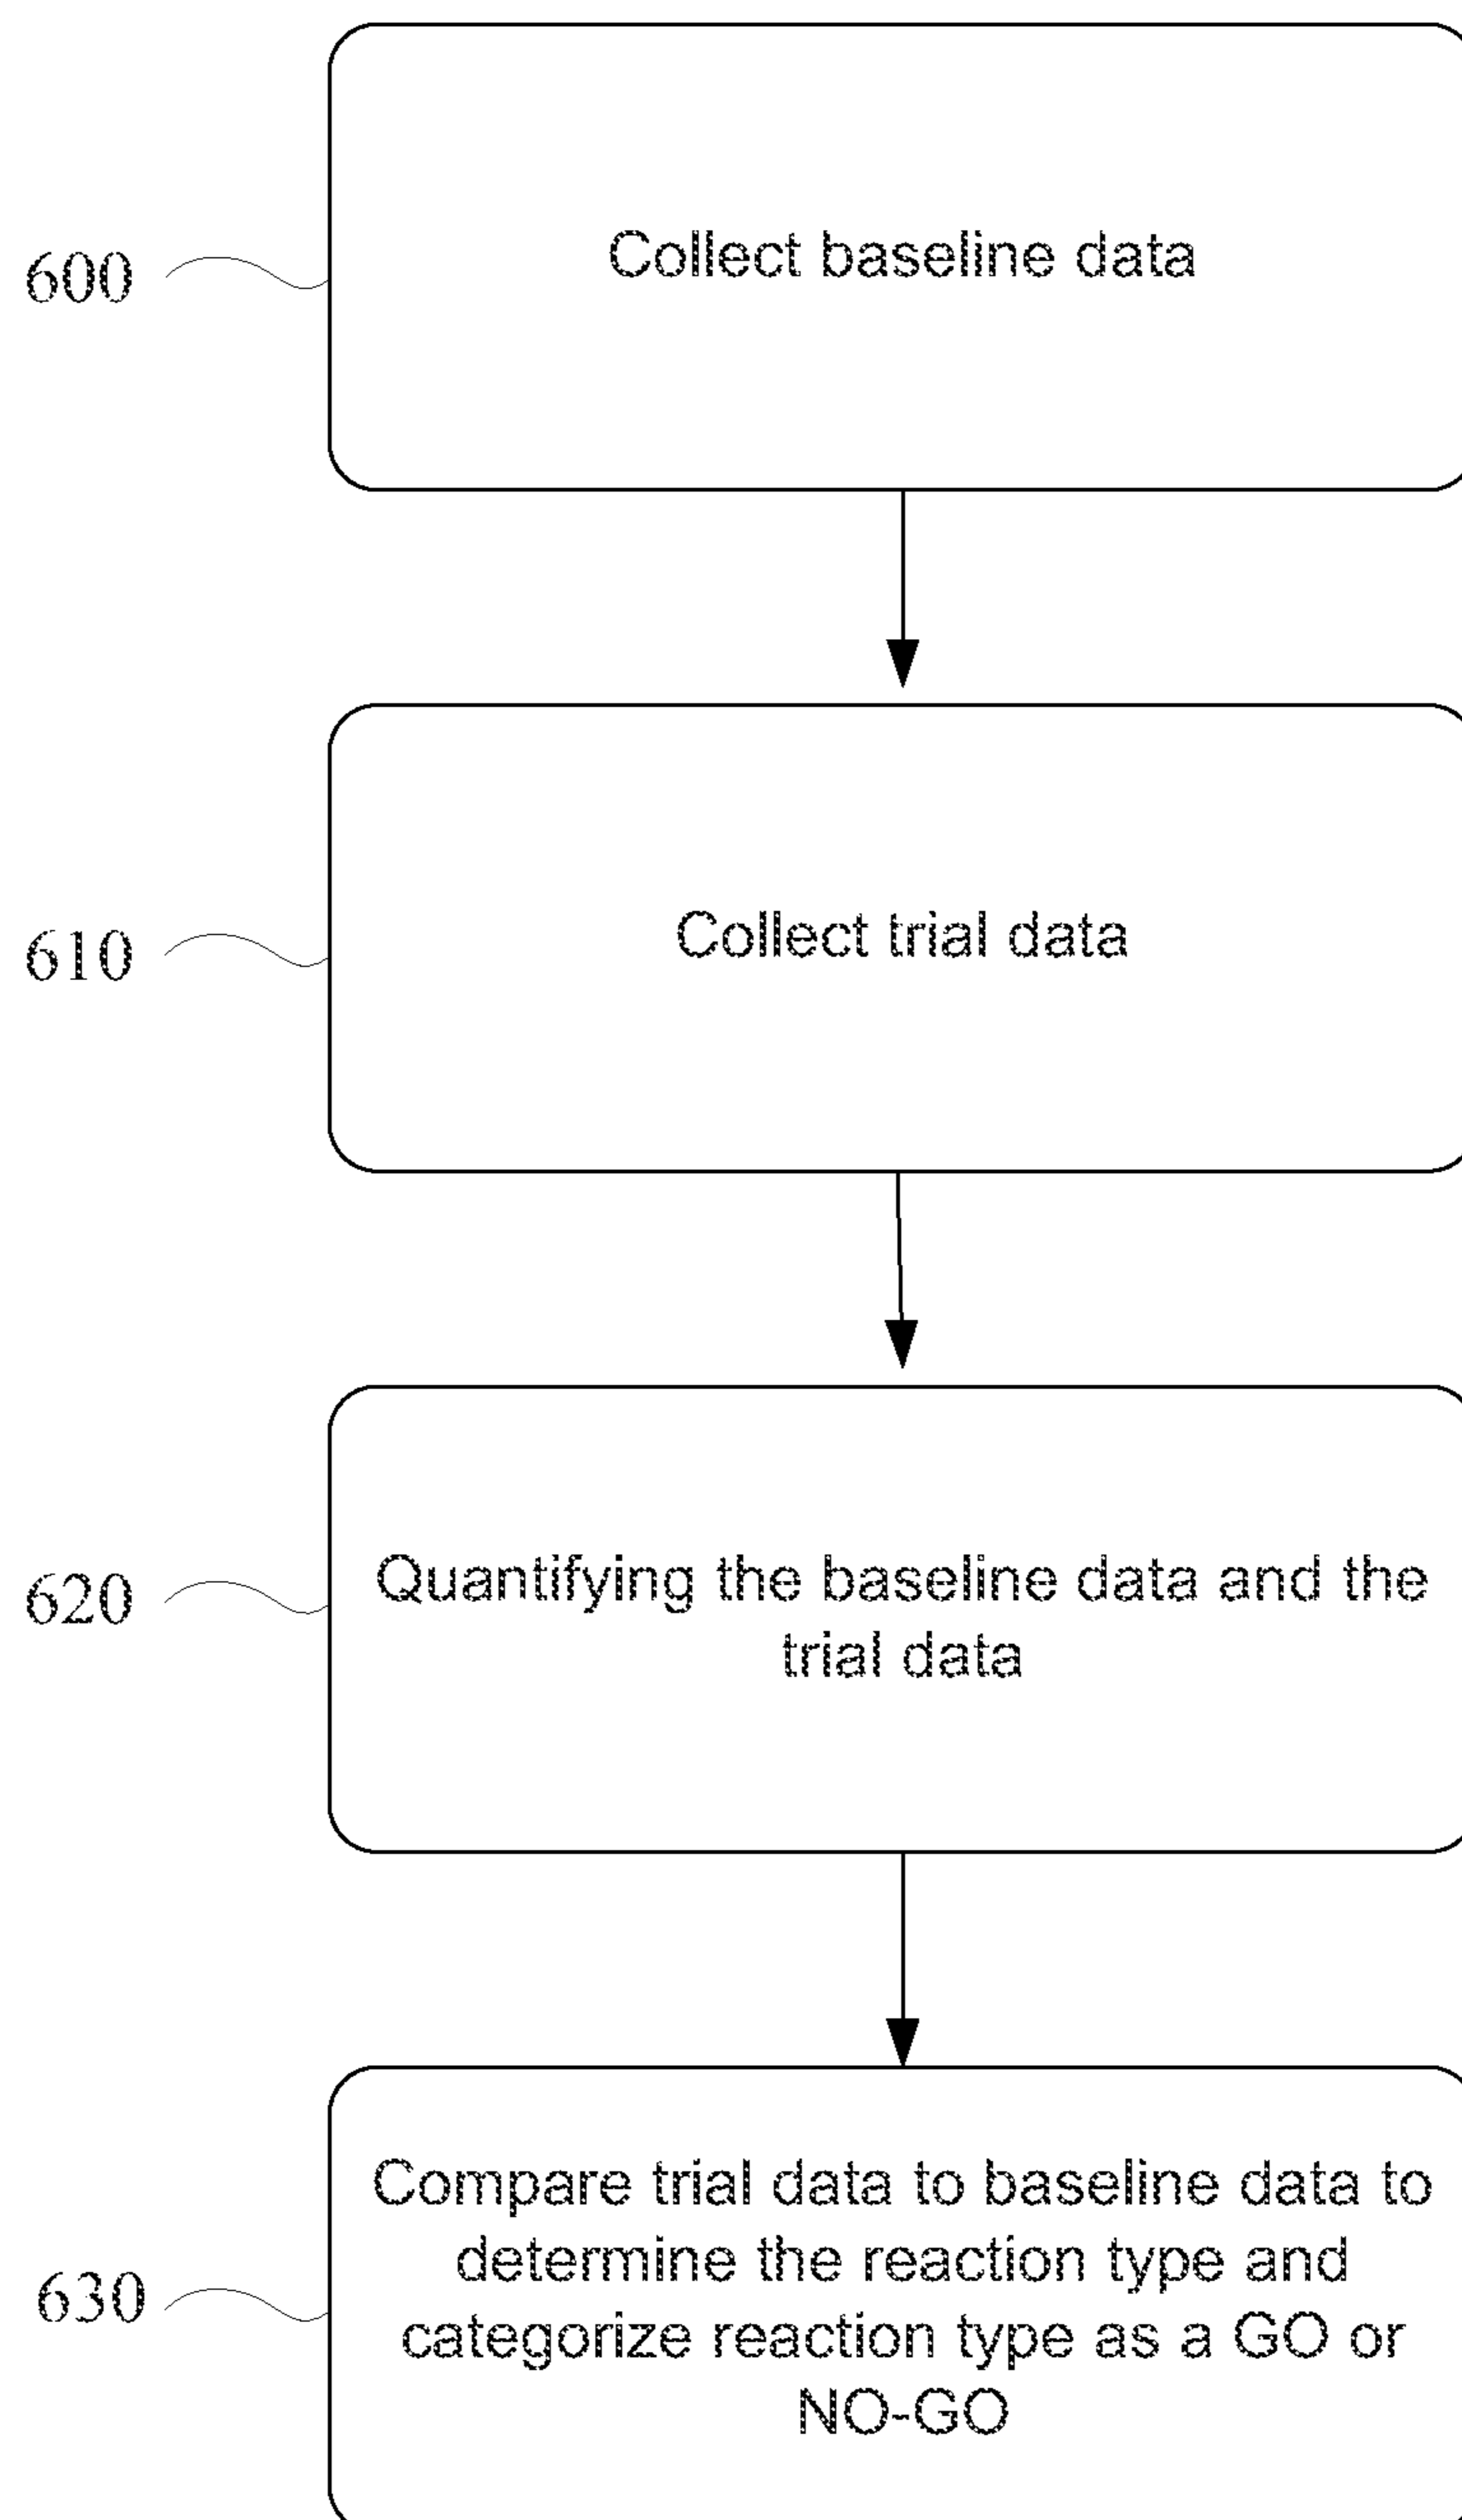 Collect baseline data
600
Collect trial data
610
Quantifying the baseline data and the
620
trial data
Compare trial data to baseline data to
determine the reaction type and
630
categorize reaction type as a GO or
NO-GO